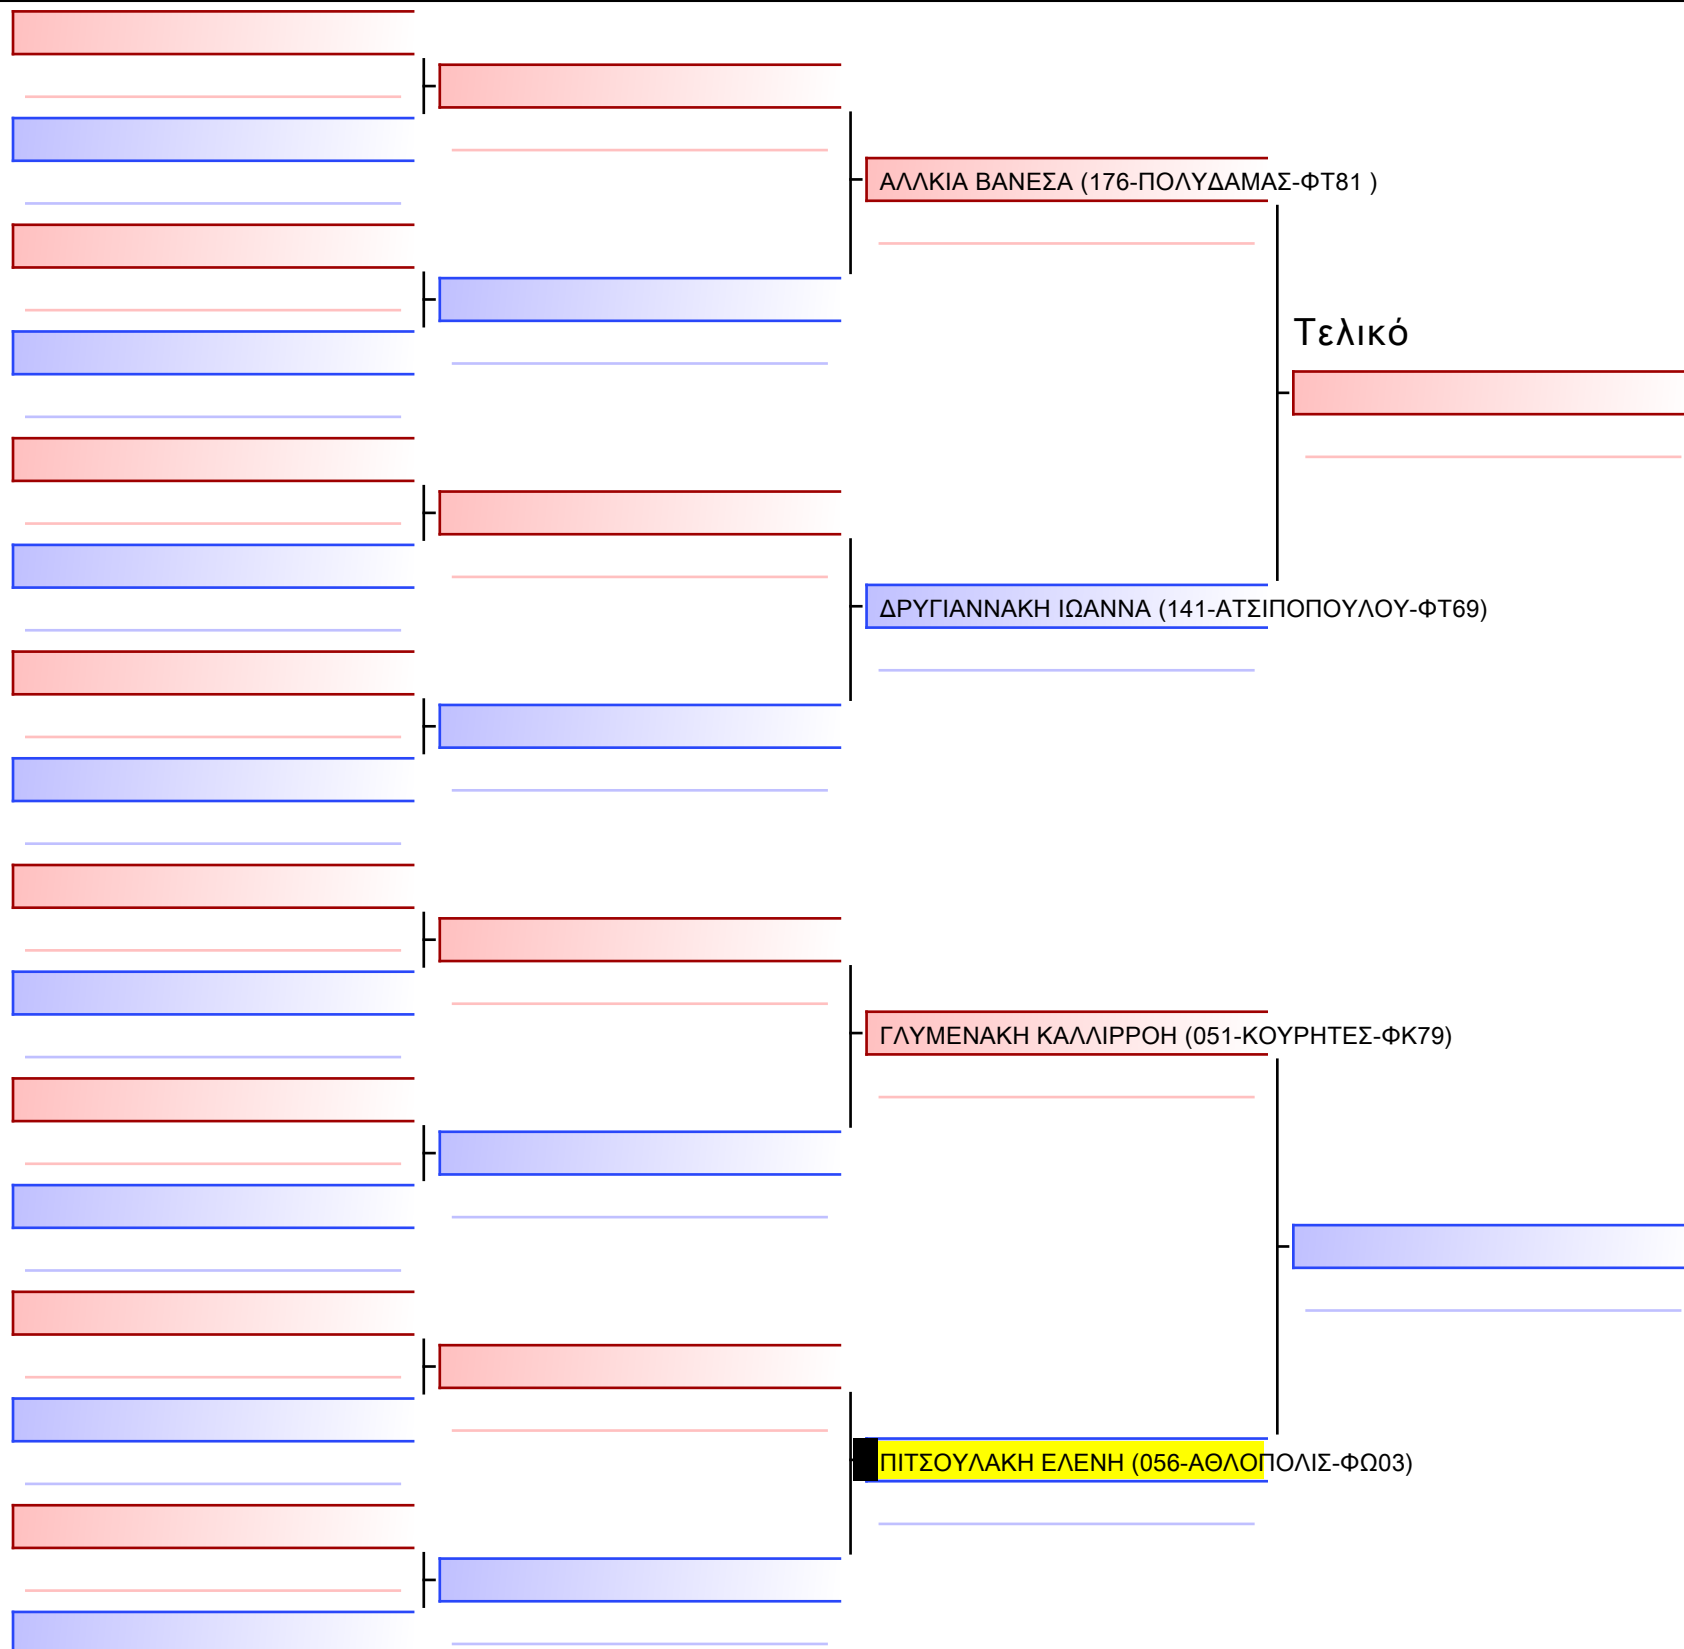 ΑΛΛΚΙΑ ΒΑΝΕΣΑ (176-ΠΟΛΥΔΑΜΑΣ-ΦΤ81 )
Τελικό
ΔΡΥΓΙΑΝΝΑΚΗ ΙΩΑΝΝΑ (141-ΑΤΣΙΠΟΠΟΥΛΟΥ-ΦΤ69)
ΓΛΥΜΕΝΑΚΗ ΚΑΛΛΙΡΡΟΗ (051-ΚΟΥΡΗΤΕΣ-ΦΚ79)
ΠΙΤΣΟΥΛΑΚΗ ΕΛΕΝΗ (056-ΑΘΛΟΠΟΛΙΣ-ΦΩ03)